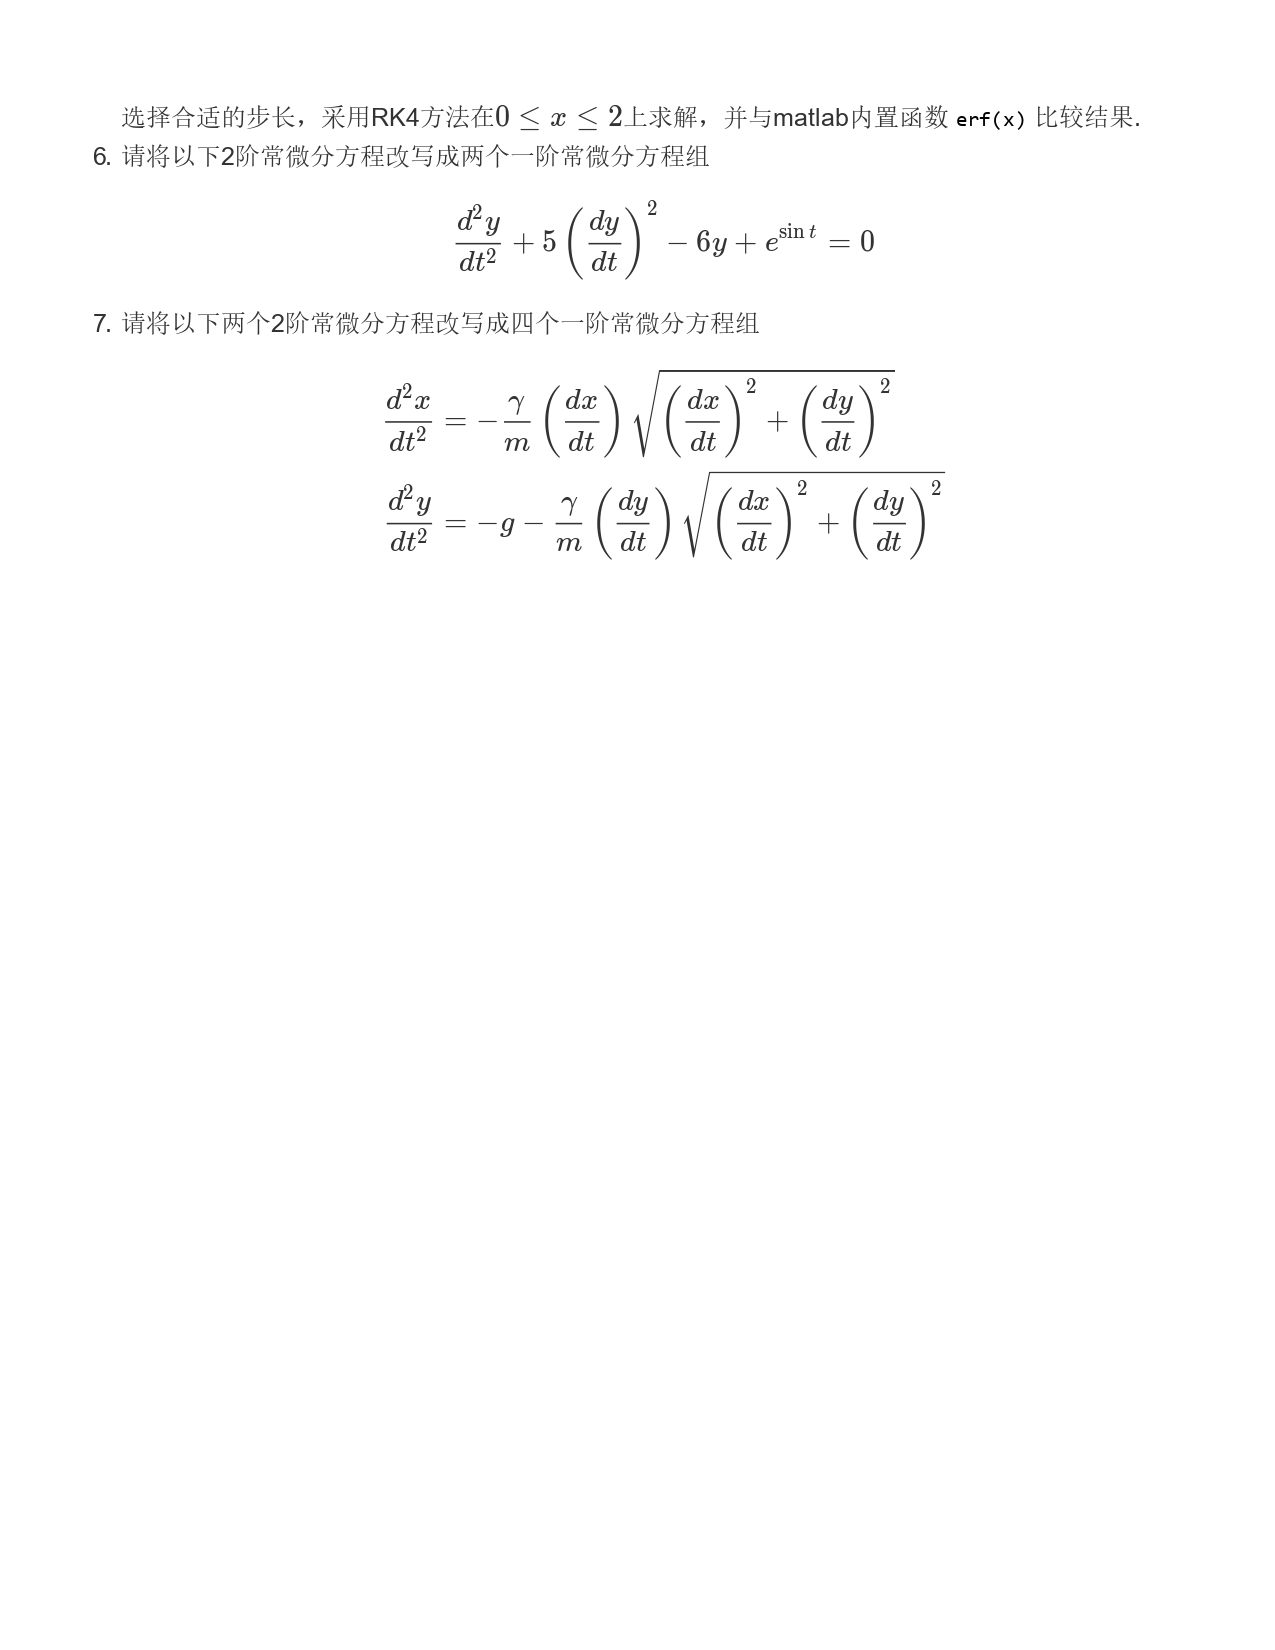 选择合适的步长，采用RK4方法在$0 \leq x \leq 2$上求解，并与matlab内置函数 erf(x) 比较结果.
6. 请将以下2阶常微分方程改写成两个一阶常微分方程组
$$\frac{d^2y}{dt^2} + 5\left(\frac{dy}{dt}\right)^2 - 6y + e^{\sin t} = 0$$
7. 请将以下两个2阶常微分方程改写成四个一阶常微分方程组
$$\frac{d^2x}{dt^2} = -\frac{\gamma}{m}\left(\frac{dx}{dt}\right)\sqrt{\left(\frac{dx}{dt}\right)^2 + \left(\frac{dy}{dt}\right)^2}$$
$$\frac{d^2y}{dt^2} = -g - \frac{\gamma}{m}\left(\frac{dy}{dt}\right)\sqrt{\left(\frac{dx}{dt}\right)^2 + \left(\frac{dy}{dt}\right)^2}$$